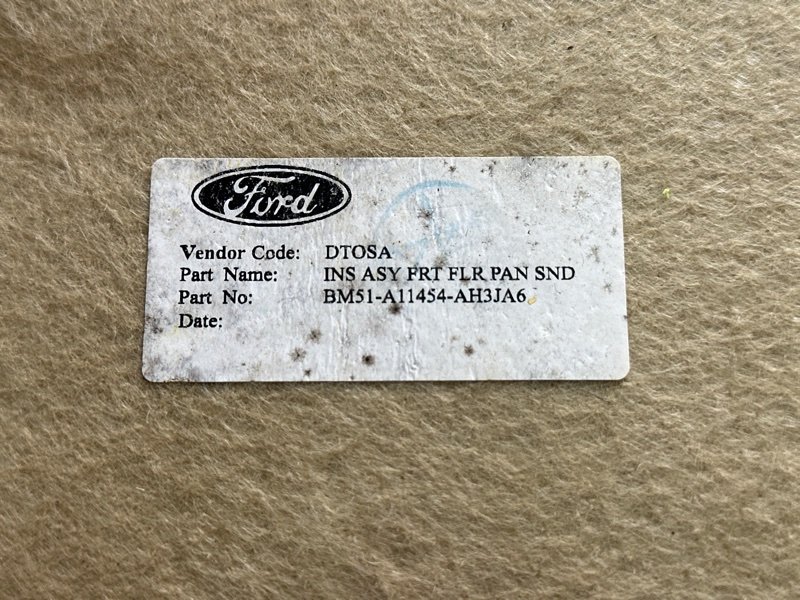 Ford
Vendor Code: DTOSA
Part Name: INS ASY FRT FLR PAN SND
Part No: BM51-A11454-AH3JA6
Date: